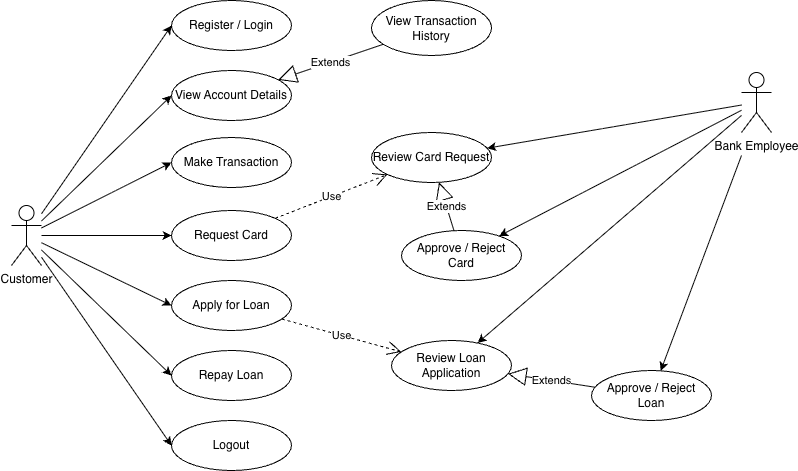 Register / Login
View Transaction
History
Extends
View Account Details
Bank Employee
Make Transaction
Review Card Request
Use
Extends
Request Card
Approve / Reject
Card
Customer
Apply for Loan
Use
Review Loan
Application
Extends
Approve / Reject
Loan
Repay Loan
Logout